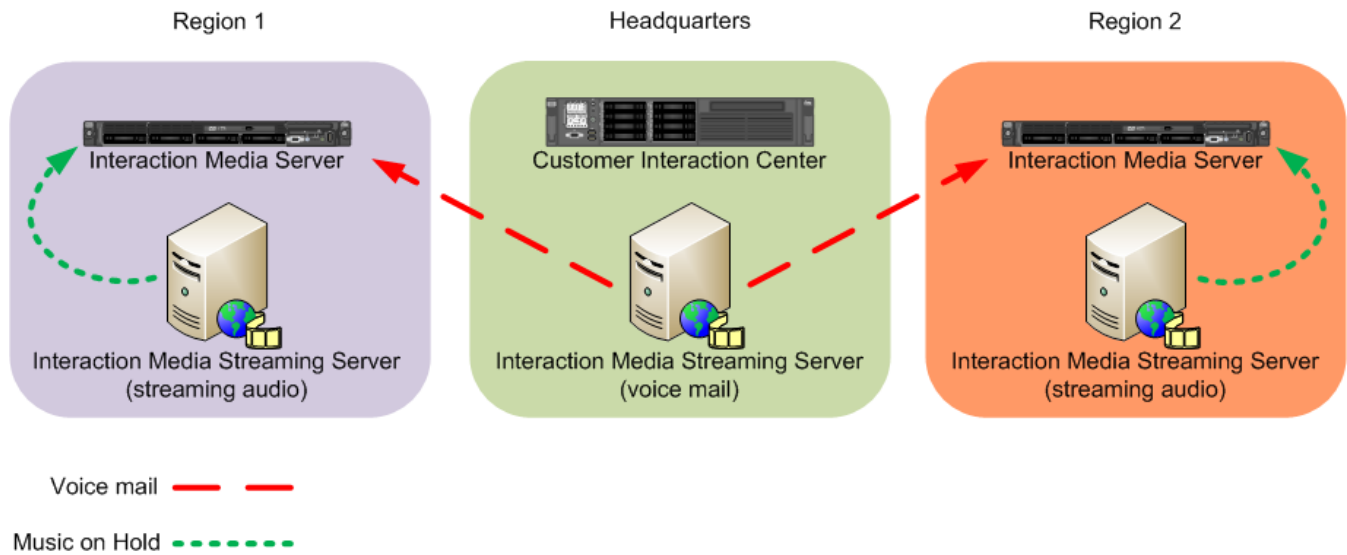 Region 1
Headquarters
Region 2
Interaction Media Server
Customer Interaction Center
Interaction Media Server
Interaction Media Streaming Server
(streaming audio)
Interaction Media Streaming Server
(voice mail)
Interaction Media Streaming Server
(streaming audio)
Voice mail
Music on Hold